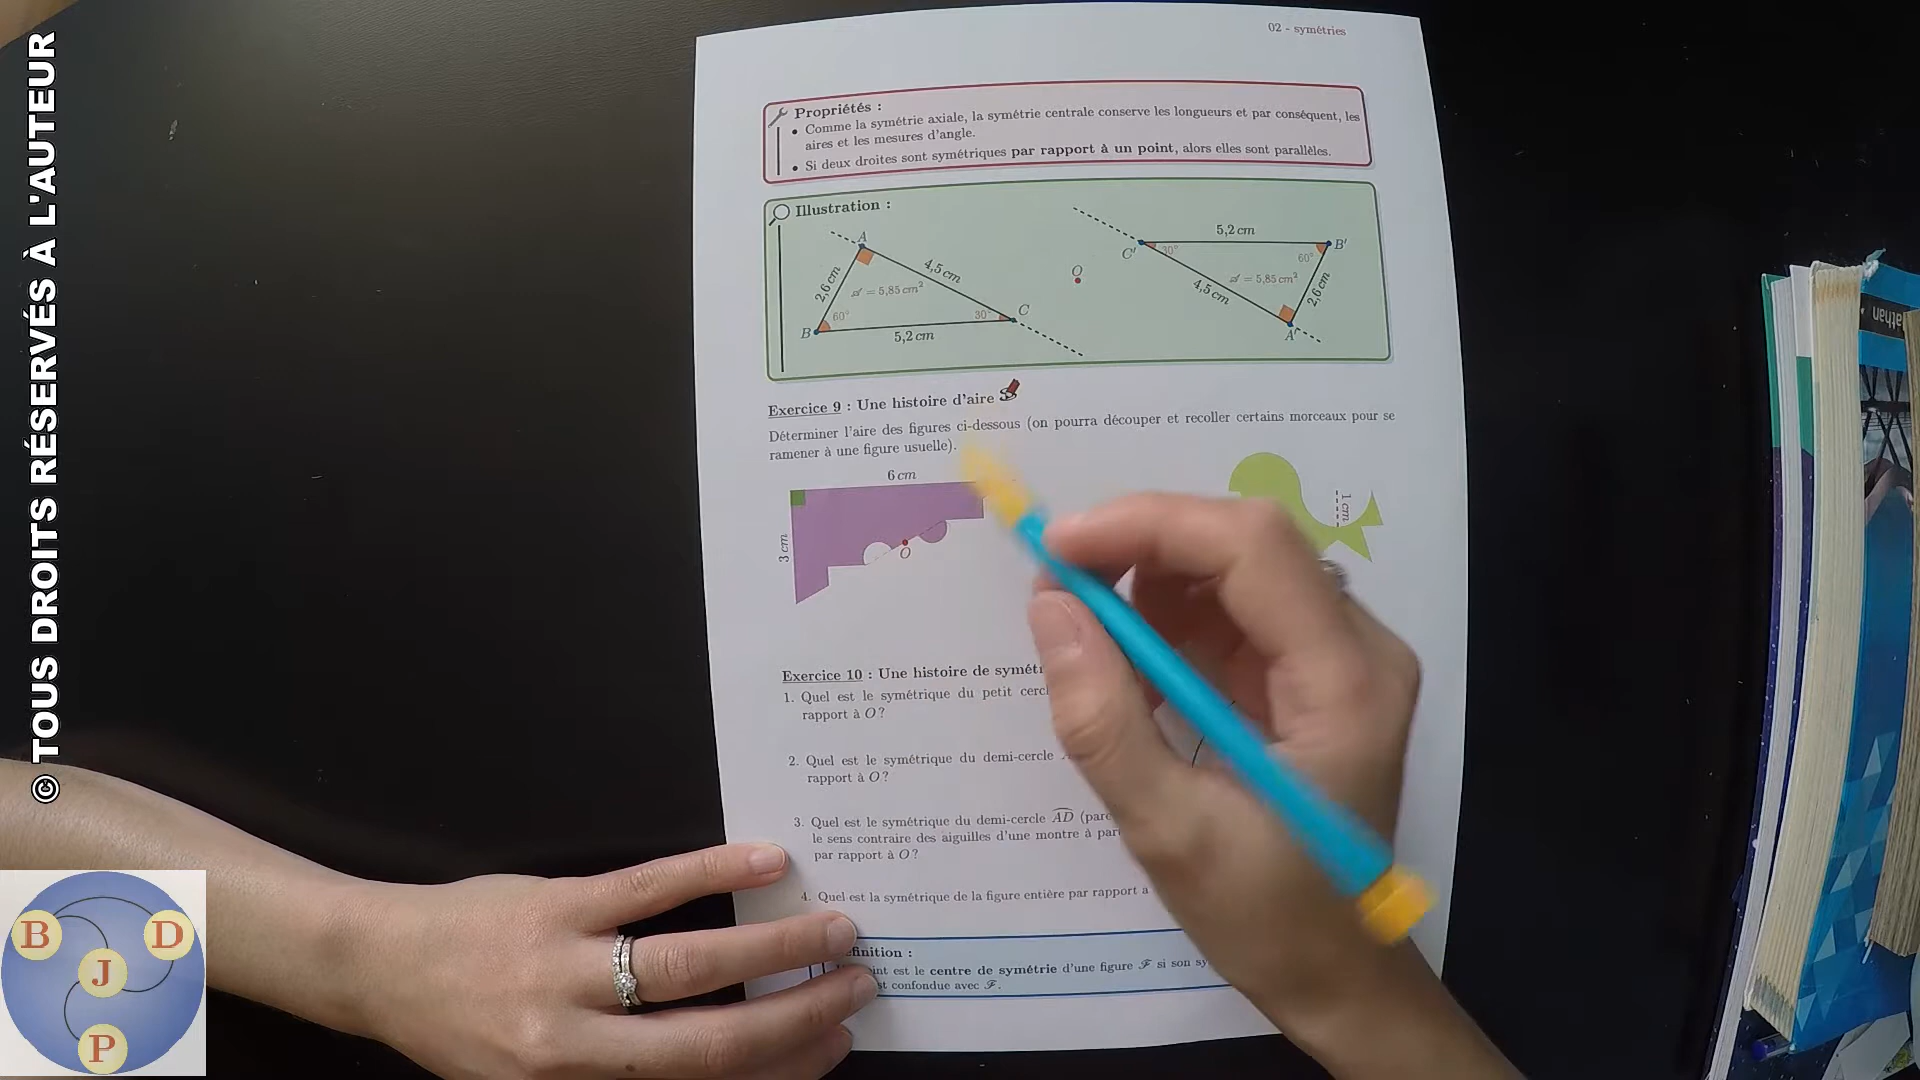 © TOUS DROITS RÉSERVÉS À L'AUTEUR
02 - symétries
Propriétés :
• Comme la symétrie axiale, la symétrie centrale conserve les longueurs et par conséquent, les
aires et les mesures d'angle.
• Si deux droites sont symétriques par rapport à un point, alors elles sont parallèles.
Illustration :
A
2,6 cm
4,5 cm
𝒜 = 5,85 cm²
60°
30°
B
C
5,2 cm
O
5,2 cm
C'
30°
B'
60°
𝒜 = 5,85 cm²
4,5 cm
2,6 cm
A'
Exercice 9 : Une histoire d'aire
Déterminer l'aire des figures ci-dessous (on pourra découper et recoller certains morceaux pour se
ramener à une figure usuelle).
6 cm
3 cm
O
1 cm
Exercice 10 : Une histoire de symét
1. Quel est le symétrique du petit cerc
rapport à O ?
2. Quel est le symétrique du demi-cercle
rapport à O ?
3. Quel est le symétrique du demi-cercle AD (par
le sens contraire des aiguilles d'une montre à par
par rapport à O ?
4. Quel est la symétrique de la figure entière par rapport a
finition :
int est le centre de symétrie d'une figure ℱ si son sy
st confondue avec ℱ.
B
D
J
P